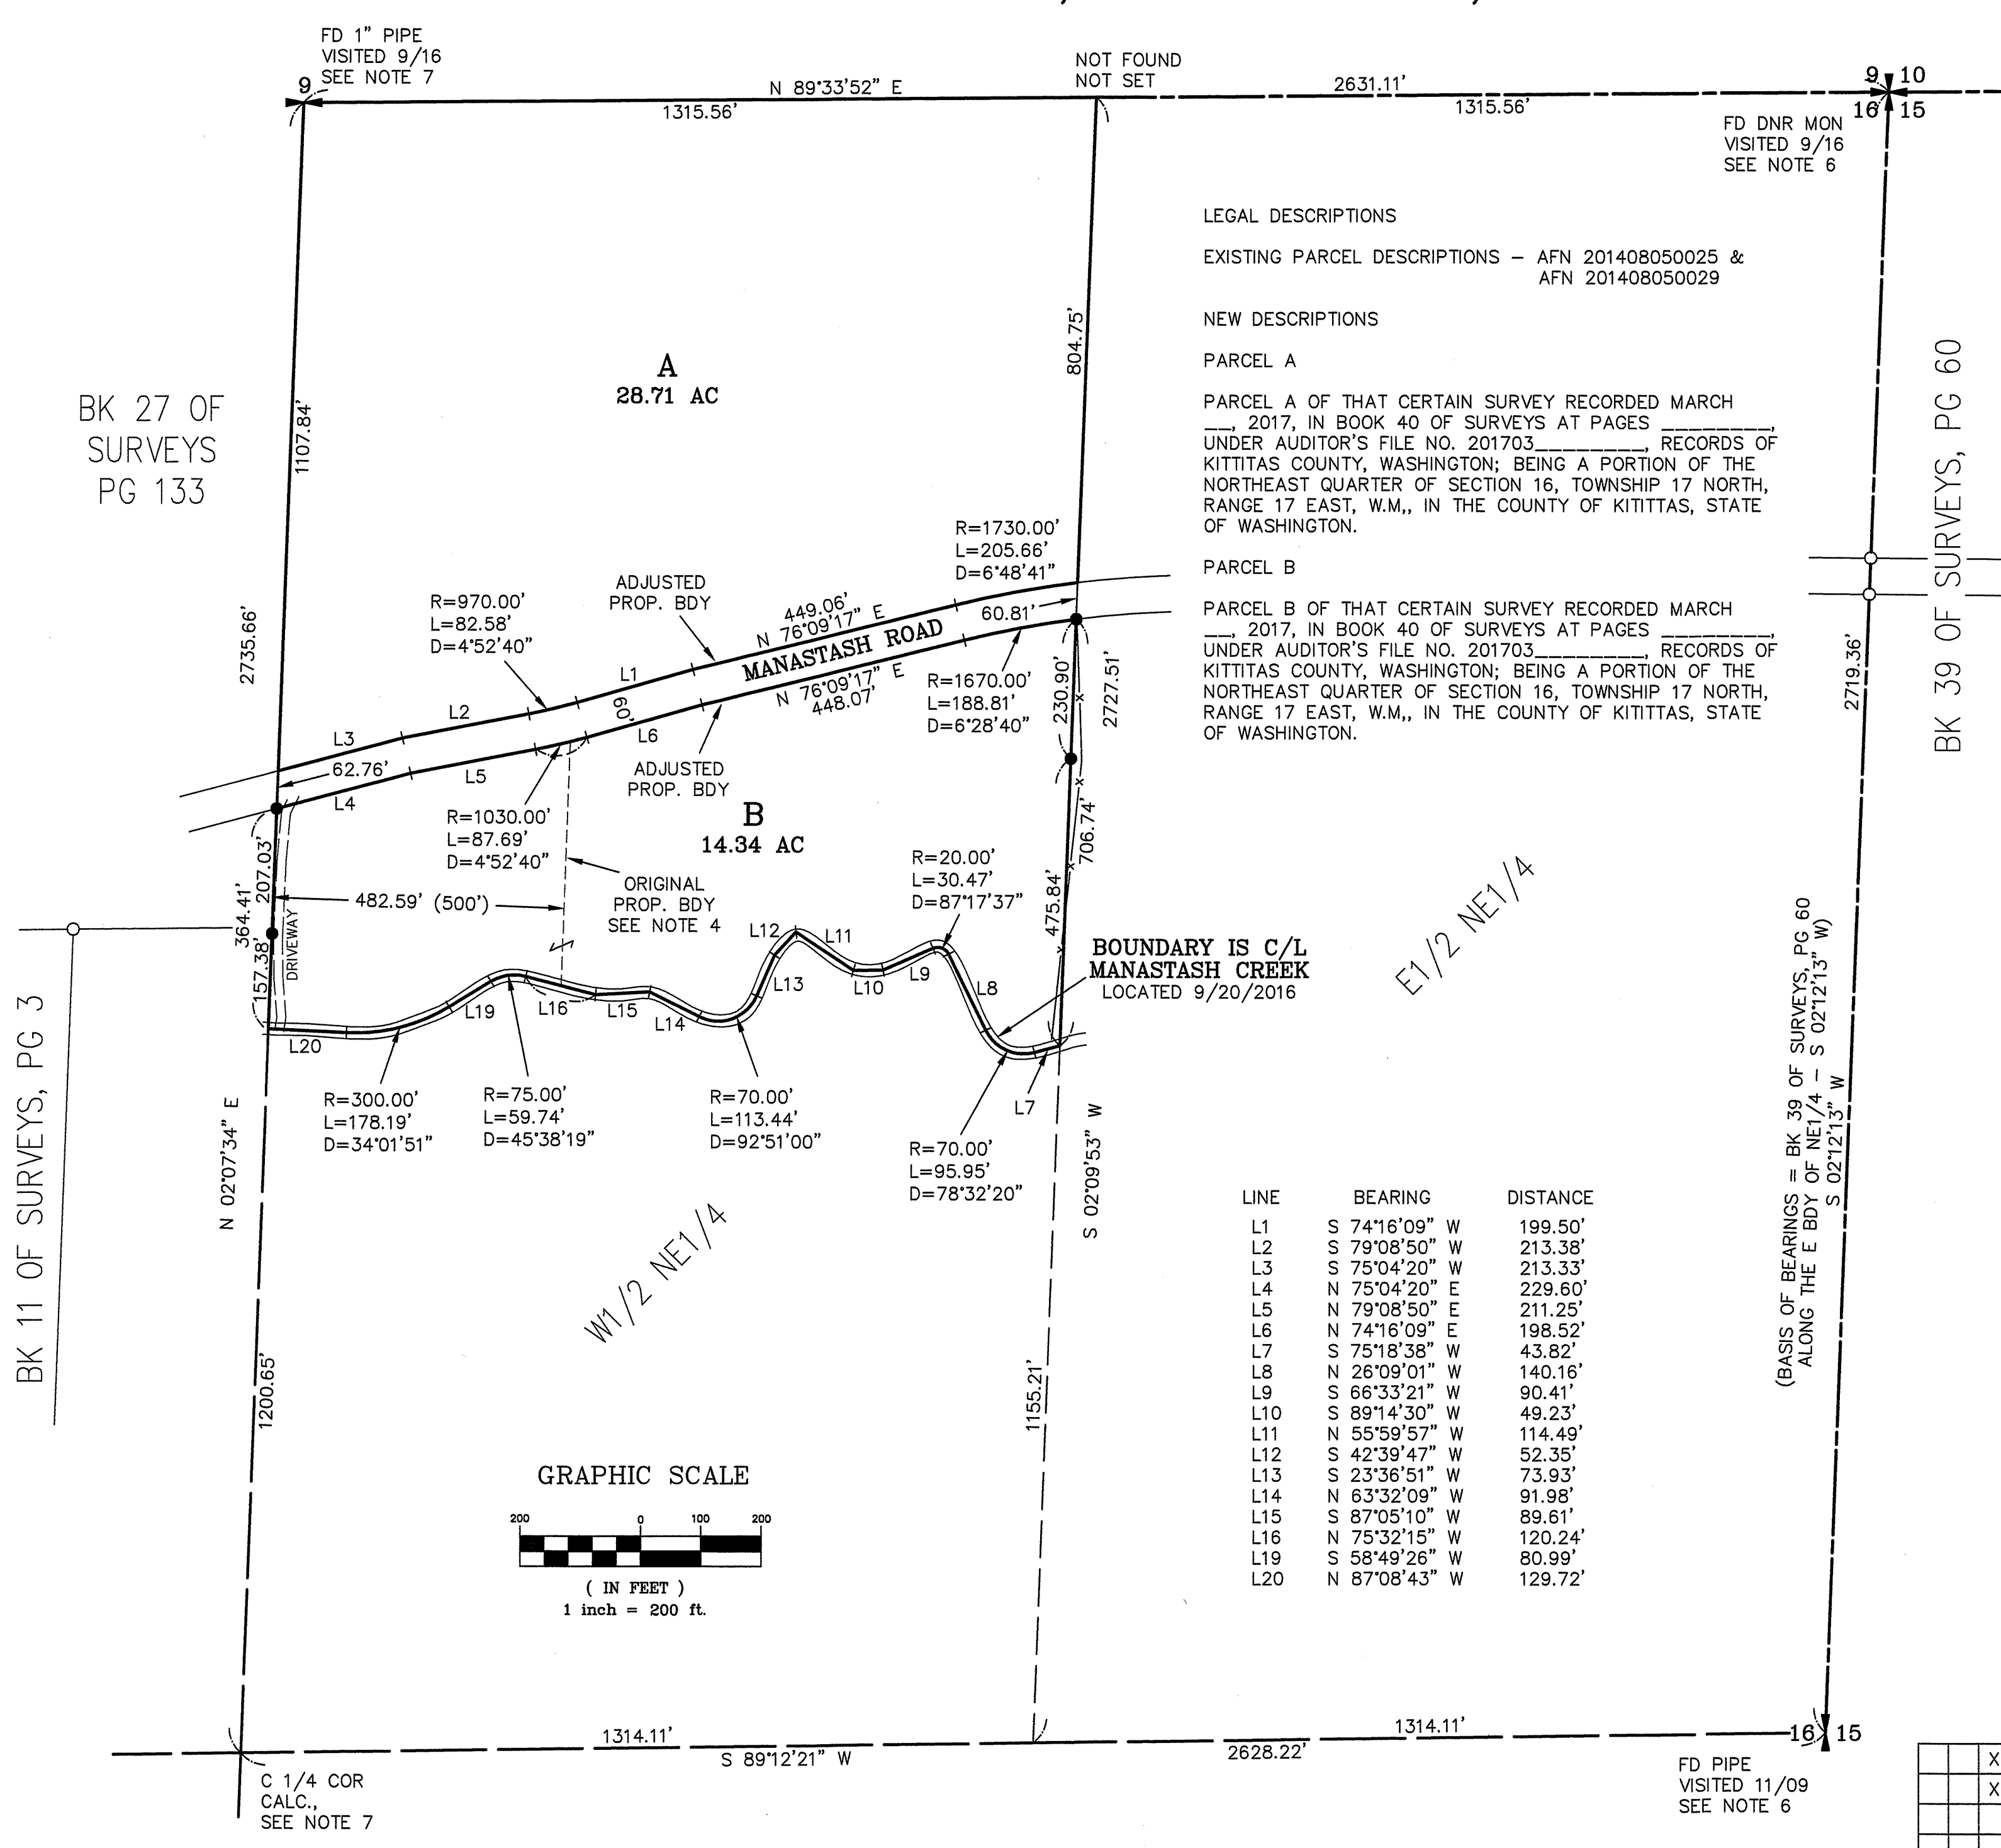 FD 1" PIPE
VISITED 9/16
SEE NOTE 7
9
N 89°33'52" E
1315.56'
NOT FOUND
NOT SET
2631.11'
1315.56'
9 10
16 15
FD DNR MON
VISITED 9/16
SEE NOTE 6
LEGAL DESCRIPTIONS
EXISTING PARCEL DESCRIPTIONS – AFN 201408050025 &
AFN 201408050029
NEW DESCRIPTIONS
PARCEL A
PARCEL A OF THAT CERTAIN SURVEY RECORDED MARCH
__, 2017, IN BOOK 40 OF SURVEYS AT PAGES ________,
UNDER AUDITOR'S FILE NO. 201703________, RECORDS OF
KITTITAS COUNTY, WASHINGTON; BEING A PORTION OF THE
NORTHEAST QUARTER OF SECTION 16, TOWNSHIP 17 NORTH,
RANGE 17 EAST, W.M,, IN THE COUNTY OF KITITTAS, STATE
OF WASHINGTON.
PARCEL B
PARCEL B OF THAT CERTAIN SURVEY RECORDED MARCH
__, 2017, IN BOOK 40 OF SURVEYS AT PAGES ________,
UNDER AUDITOR'S FILE NO. 201703________, RECORDS OF
KITTITAS COUNTY, WASHINGTON; BEING A PORTION OF THE
NORTHEAST QUARTER OF SECTION 16, TOWNSHIP 17 NORTH,
RANGE 17 EAST, W.M,, IN THE COUNTY OF KITITTAS, STATE
OF WASHINGTON.
BK 27 OF
SURVEYS
PG 133
1107.84'
2735.66'
A
28.71 AC
804.75'
BK 39 OF SURVEYS, PG 60
2719.36'
R=1730.00'
L=205.66'
D=6°48'41"
ADJUSTED
PROP. BDY
R=970.00'
L=82.58'
D=4°52'40"
449.06'
N 76°09'17" E
60.81'
MANASTASH ROAD
N 76°09'17" E
448.07'
L1
L2
L3
60'
L6
L5
62.76'
L4
R=1670.00'
L=188.81'
D=6°28'40"
230.90'
2727.51'
ADJUSTED
PROP. BDY
R=1030.00'
L=87.69'
D=4°52'40"
B
14.34 AC
706.74'
475.84'
207.03'
364.41'
157.38'
DRIVEWAY
482.59' (500')
ORIGINAL
PROP. BDY
SEE NOTE 4
R=20.00'
L=30.47'
D=87°17'37"
L12
L11
L9
L10
L13
L8
L16
L15
L14
L19
L20
L7
BOUNDARY IS C/L
MANASTASH CREEK
LOCATED 9/20/2016
E1/2 NE1/4
BK 11 OF SURVEYS, PG 3
R=300.00'
L=178.19'
D=34°01'51"
R=75.00'
L=59.74'
D=45°38'19"
R=70.00'
L=113.44'
D=92°51'00"
R=70.00'
L=95.95'
D=78°32'20"
N 02°07'34" E
S 02°09'53" W
W1/2 NE1/4
1200.65'
1155.21'
(BASIS OF BEARINGS = BK 39 OF SURVEYS, PG 60
ALONG THE E BDY OF NE1/4 – S 02°12'13" W)
S 02°12'13" W
LINE BEARING DISTANCE
L1 S 74°16'09" W 199.50'
L2 S 79°08'50" W 213.38'
L3 S 75°04'20" W 213.33'
L4 N 75°04'20" E 229.60'
L5 N 79°08'50" E 211.25'
L6 N 74°16'09" E 198.52'
L7 S 75°18'38" W 43.82'
L8 N 26°09'01" W 140.16'
L9 S 66°33'21" W 90.41'
L10 S 89°14'30" W 49.23'
L11 N 55°59'57" W 114.49'
L12 S 42°39'47" W 52.35'
L13 S 23°36'51" W 73.93'
L14 N 63°32'09" W 91.98'
L15 S 87°05'10" W 89.61'
L16 N 75°32'15" W 120.24'
L19 S 58°49'26" W 80.99'
L20 N 87°08'43" W 129.72'
GRAPHIC SCALE
200 0 100 200
( IN FEET )
1 inch = 200 ft.
1314.11'
S 89°12'21" W
1314.11'
2628.22'
16 15
C 1/4 COR
CALC.,
SEE NOTE 7
FD PIPE
VISITED 11/09
SEE NOTE 6
X
X